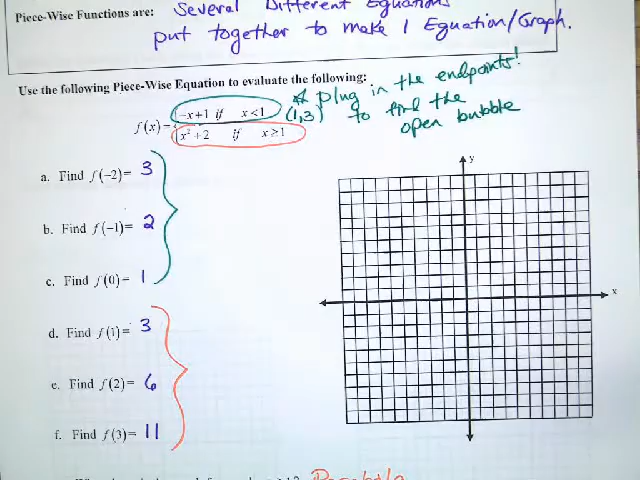 Piece-Wise Functions are: Several Different Equations
put together to make 1 Equation/Graph.
Use the following Piece-Wise Equation to evaluate the following:
* plug in the endpoints!
(1,3) to find the
open bubble
f(x)= { -x+1 if x<1
x²+2 if x≥1
y
x
a. Find f(-2)= 3
b. Find f(-1)= 2
c. Find f(0)= 1
d. Find f(1)= 3
e. Find f(2)= 6
f. Find f(3)= 11